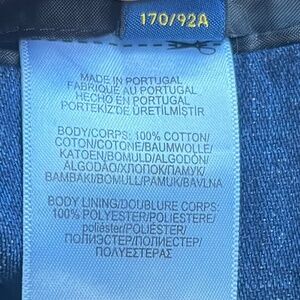 170/92A
MADE IN PORTUGAL
FABRIQUÉ AU PORTUGAL
HECHO EN PORTUGAL
PORTEKİZ'DE ÜRETİLMİŞTİR
BODY/CORPS: 100% COTTON/
COTON/COTONE/BAUMWOLLE/
KATOEN/BOMULD/ALGODÓN/
ALGODÃO/ХЛОПОК/ПАМУК/
BAMBAKI/BOMULL/PAMUK/BAVLNA
BODY LINING/DOUBLURE CORPS:
100% POLYESTER/POLIESTERE/
poliéster/POLIESTER/
ПОЛИЭСТЕР/ПОЛИЕСТЕР/
ΠΟΛΥΕΣΤΕΡΑΣ